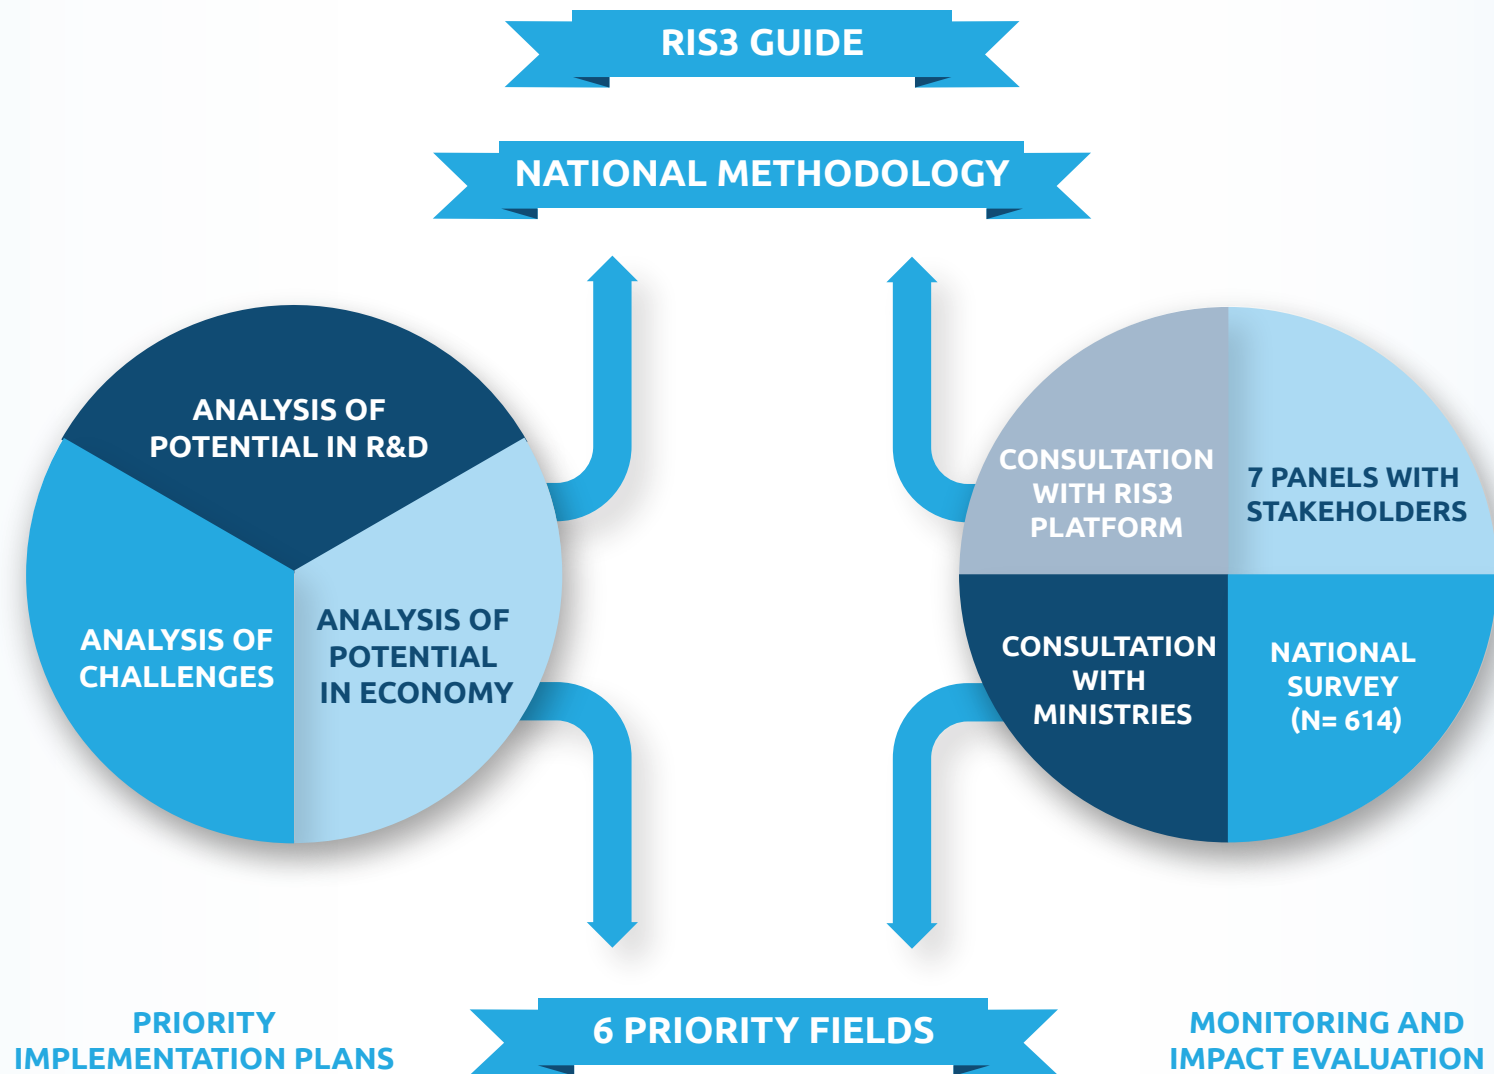 RIS3 GUIDE
NATIONAL METHODOLOGY
ANALYSIS OF
POTENTIAL IN R&D
ANALYSIS OF
CHALLENGES
ANALYSIS OF
POTENTIAL
IN ECONOMY
CONSULTATION
WITH RIS3
PLATFORM
7 PANELS WITH
STAKEHOLDERS
CONSULTATION
WITH
MINISTRIES
NATIONAL
SURVEY
(N= 614)
PRIORITY
IMPLEMENTATION PLANS
6 PRIORITY FIELDS
MONITORING AND
IMPACT EVALUATION